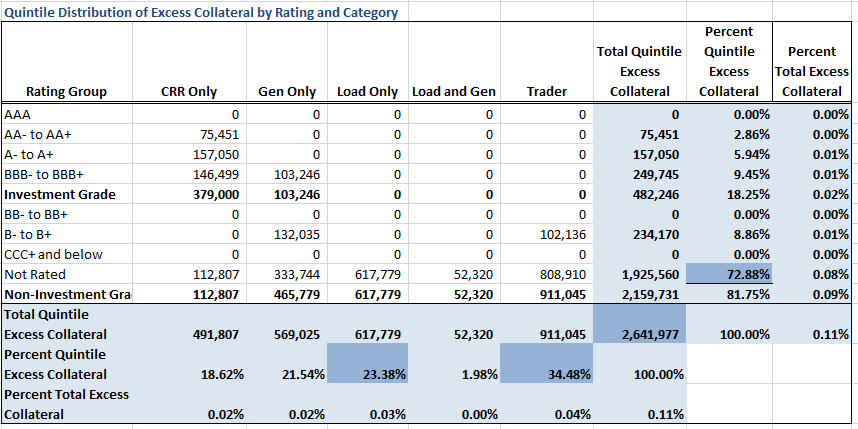 Quintile Distribution of Excess Collateral by Rating and Category
Rating Group CRR Only Gen Only Load Only Load and Gen Trader Total Quintile Excess Collateral Percent Quintile Excess Collateral Percent Total Excess Collateral
AAA 0 0 0 0 0 0 0.00% 0.00%
AA- to AA+ 75,451 0 0 0 0 75,451 2.86% 0.00%
A- to A+ 157,050 0 0 0 0 157,050 5.94% 0.01%
BBB- to BBB+ 146,499 103,246 0 0 0 249,745 9.45% 0.01%
Investment Grade 379,000 103,246 0 0 0 482,246 18.25% 0.02%
BB- to BB+ 0 0 0 0 0 0 0.00% 0.00%
B- to B+ 0 132,035 0 0 102,136 234,170 8.86% 0.01%
CCC+ and below 0 0 0 0 0 0 0.00% 0.00%
Not Rated 112,807 333,744 617,779 52,320 808,910 1,925,560 72.88% 0.08%
Non-Investment Gra 112,807 465,779 617,779 52,320 911,045 2,159,731 81.75% 0.09%
Total Quintile
Excess Collateral 491,807 569,025 617,779 52,320 911,045 2,641,977 100.00% 0.11%
Percent Quintile
Excess Collateral 18.62% 21.54% 23.38% 1.98% 34.48% 100.00%
Percent Total Excess
Collateral 0.02% 0.02% 0.03% 0.00% 0.04% 0.11%